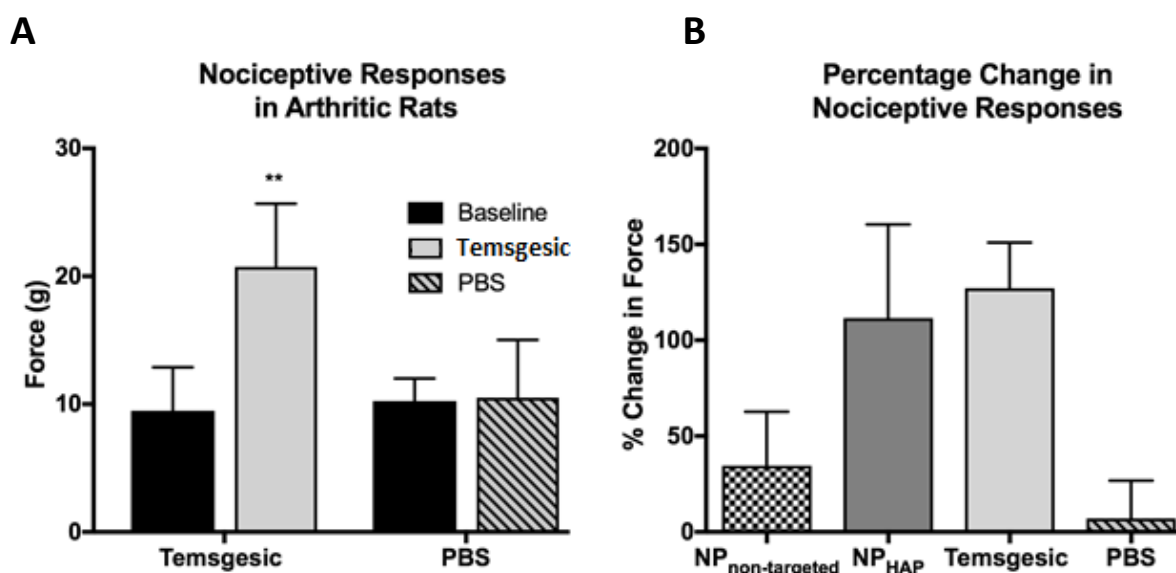 A
Nociceptive Responses
in Arthritic Rats
Force (g)
30
20
10
0
**
Baseline
Temsgesic
PBS
Temsgesic
PBS
B
Percentage Change in
Nociceptive Responses
% Change in Force
200
150
100
50
0
NPnon-targeted
NPHAP
Temsgesic
PBS